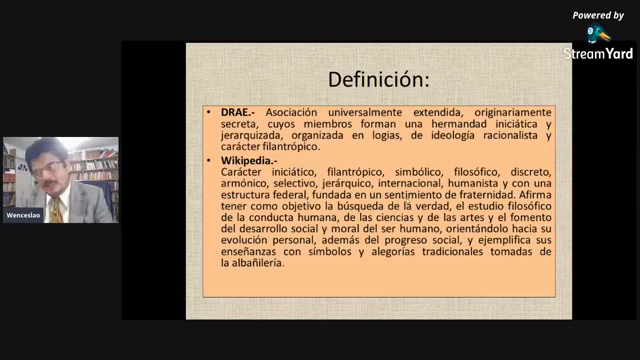 Powered by
StreamYard
Definición:
• DRAE.- Asociación universalmente extendida, originariamente
secreta, cuyos miembros forman una hermandad iniciática y
jerarquizada, organizada en logias, de ideología racionalista y
carácter filantrópico.
• Wikipedia.-
Carácter iniciático, filantrópico, simbólico, filosófico, discreto,
armónico, selectivo, jerárquico, internacional, humanista y con una
estructura federal, fundada en un sentimiento de fraternidad. Afirma
tener como objetivo la búsqueda de la verdad, el estudio filosófico
de la conducta humana, de las ciencias y de las artes y el fomento
del desarrollo social y moral del ser humano, orientándolo hacia su
evolución personal, además del progreso social, y ejemplifica sus
enseñanzas con símbolos y alegorías tradicionales tomadas de
la albañilería.
Wenceslao